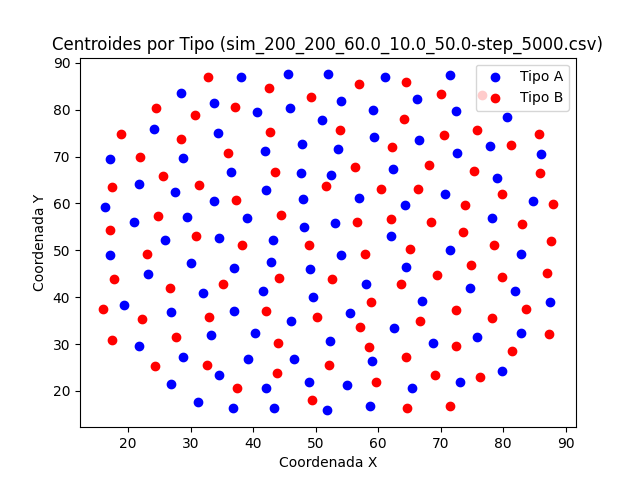 Centroides por Tipo (sim_200_200_60.0_10.0_50.0-step_5000.csv)
Tipo A
Tipo B
90
80
70
60
50
40
30
20
Coordenada Y
20 30 40 50 60 70 80 90
Coordenada X